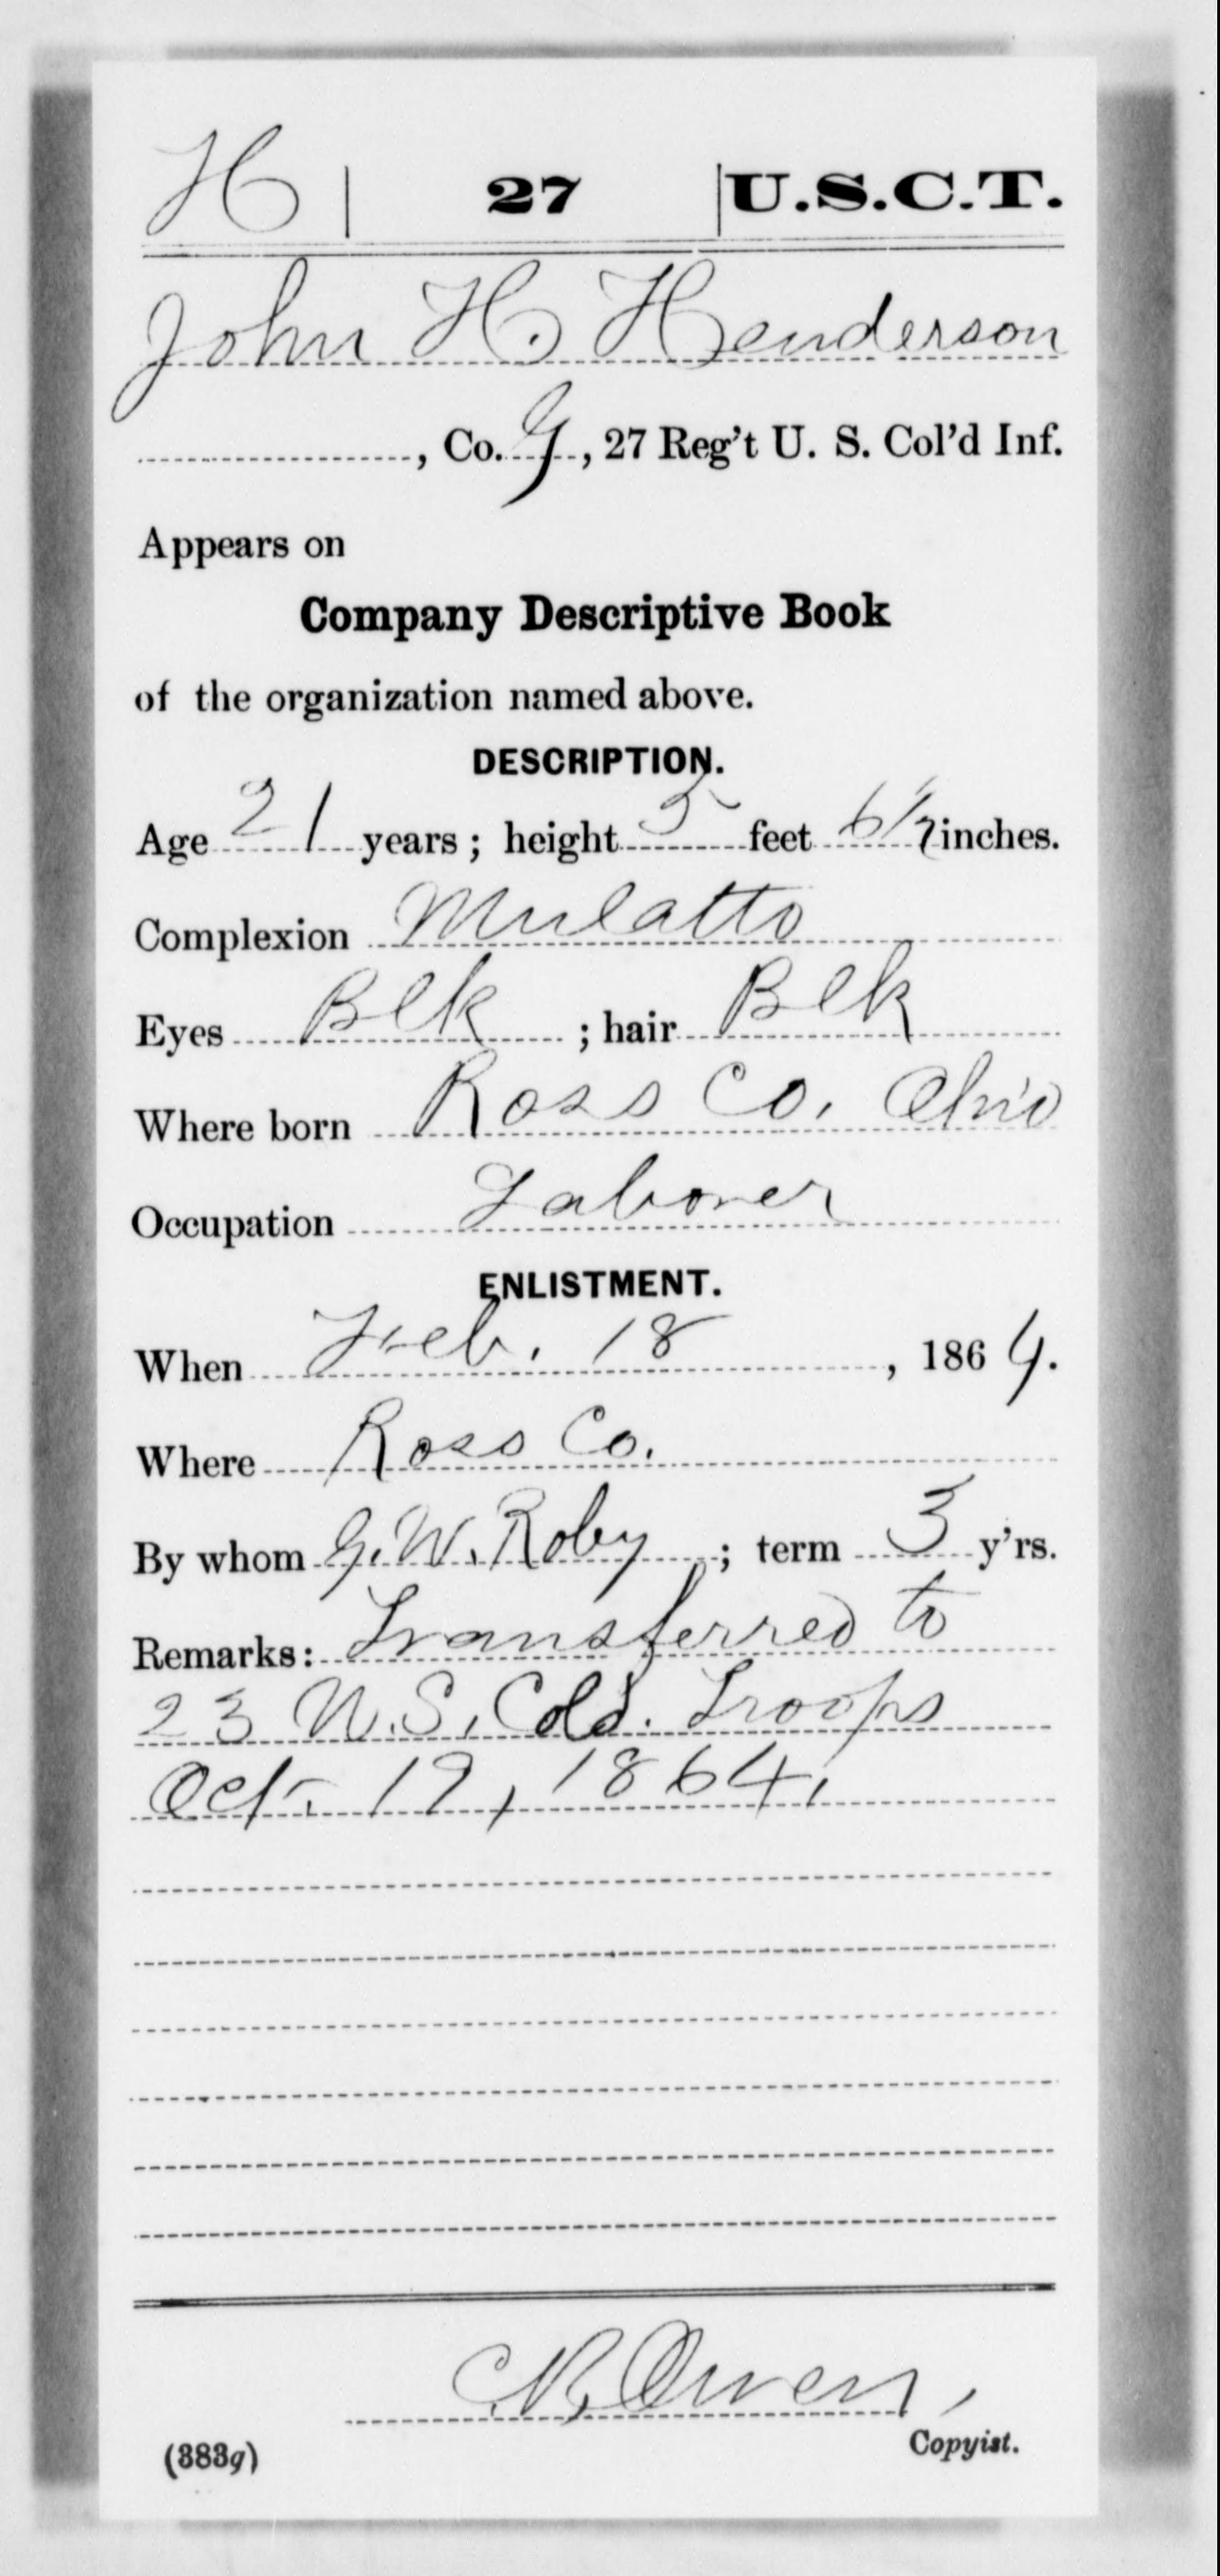 H | 27 | U.S.C.T.
John H. Henderson
, Co. G, 27 Reg't U. S. Col'd Inf.
Appears on
Company Descriptive Book
of the organization named above.
DESCRIPTION.
Age 21 years; height 5 feet 6 1/2 inches.
Complexion Mulatto
Eyes Blk ; hair Blk
Where born Ross Co. Ohio
Occupation Laborer
ENLISTMENT.
When Feb. 18 , 1864.
Where Ross Co.
By whom G. W. Roby ; term 3 y'rs.
Remarks: Transferred to
23 U.S. Cold. Troops
Oct. 19, 1864.
Owen,
Copyist.
(383g)